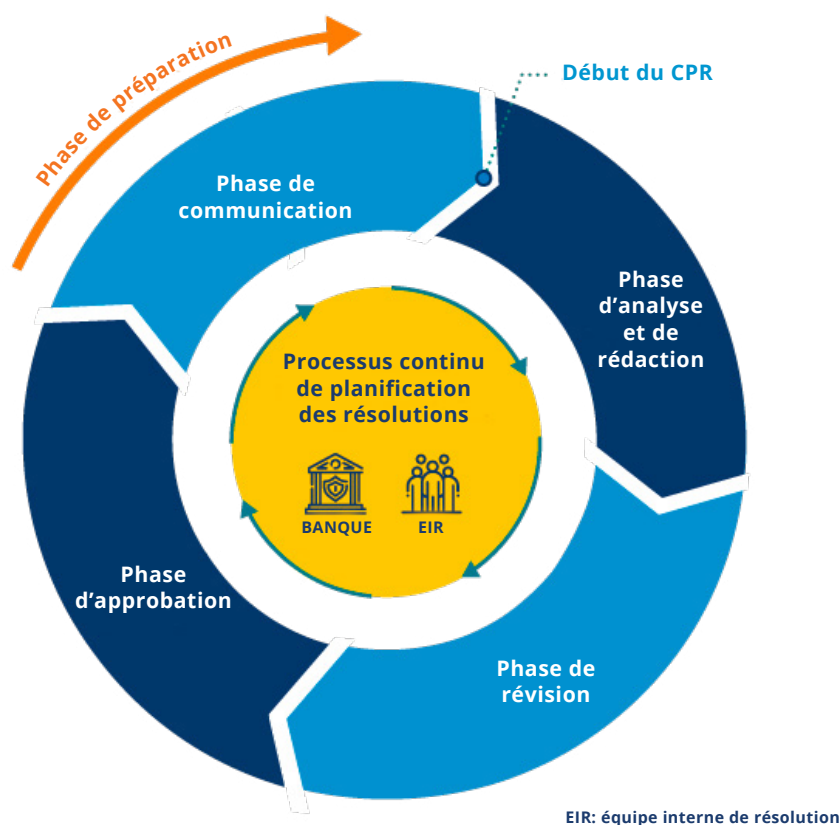 Phase de préparation
Début du CPR
Phase de
communication
Phase
d’analyse
et de
rédaction
Processus continu
de planification
des résolutions
BANQUE
EIR
Phase
d’approbation
Phase de
révision
EIR: équipe interne de résolution